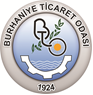 BURHANİYE TİCARET ODASI
1924